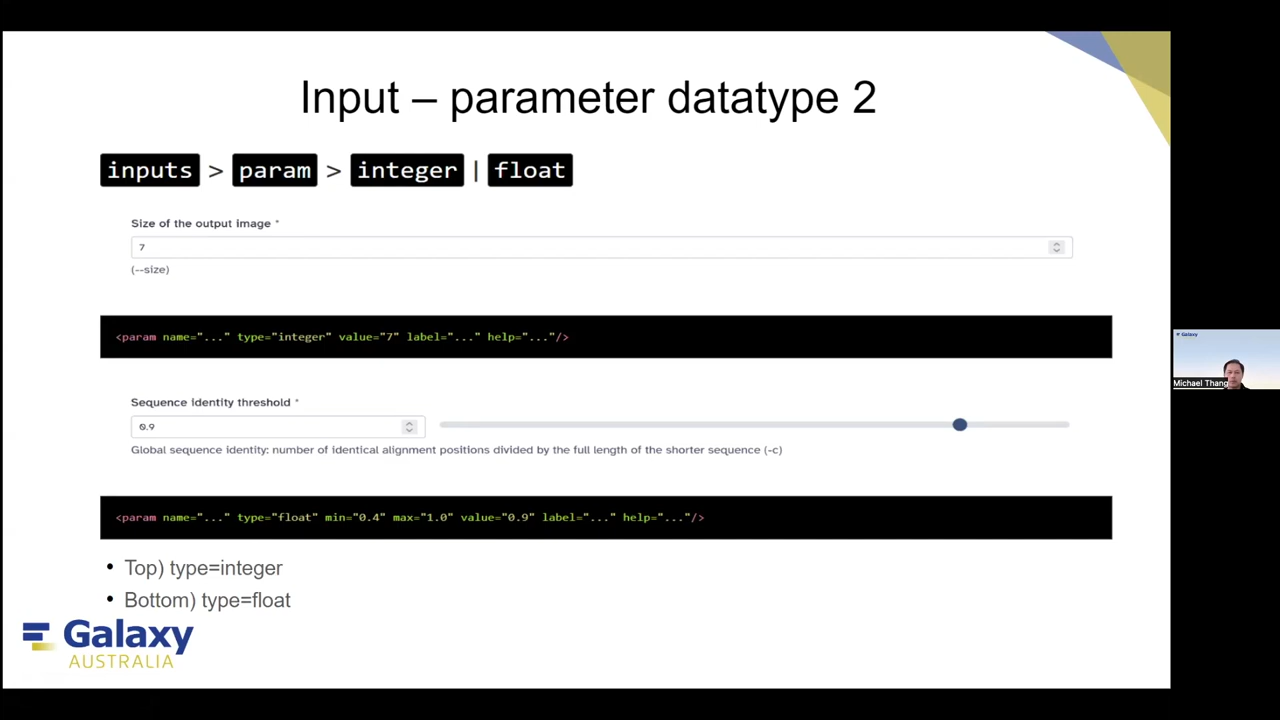 Input – parameter datatype 2
inputs > param > integer | float
Size of the output image *
7
(--size)
<param name="..." type="integer" value="7" label="..." help="..."/>
Sequence identity threshold *
0.9
Global sequence identity: number of identical alignment positions divided by the full length of the shorter sequence (-c)
<param name="..." type="float" min="0.4" max="1.0" value="0.9" label="..." help="..."/>
• Top) type=integer
• Bottom) type=float
Galaxy
AUSTRALIA
Galaxy
Michael Thang